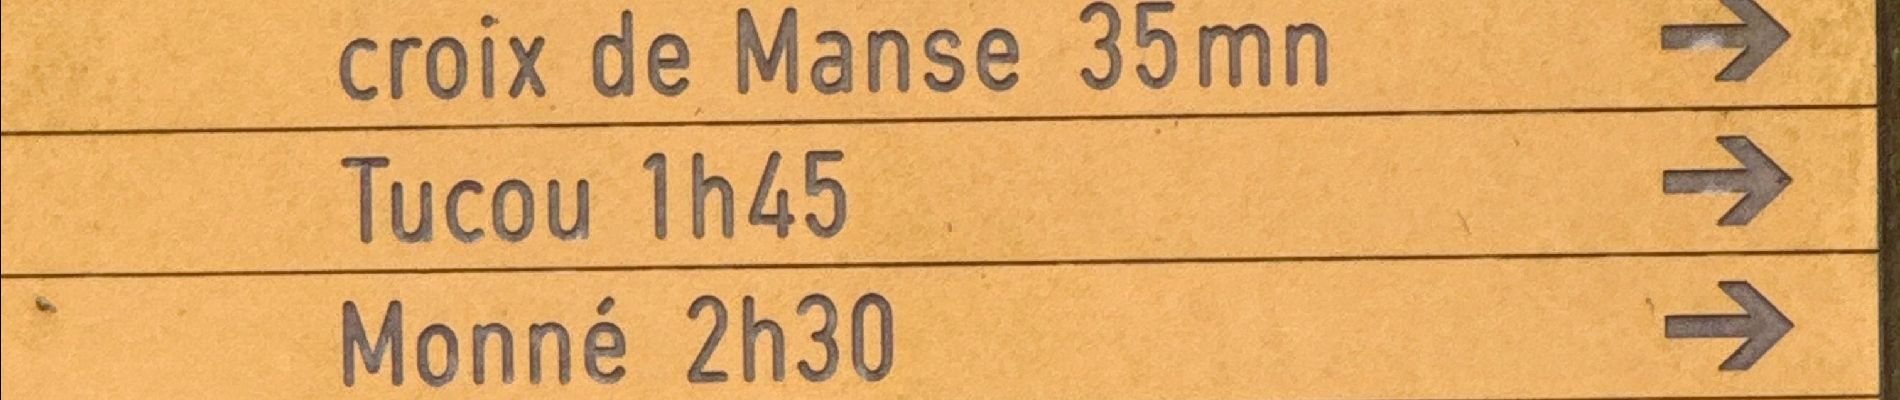 croix de Manse 35mn →
Tucou 1h45 →
Monné 2h30 →